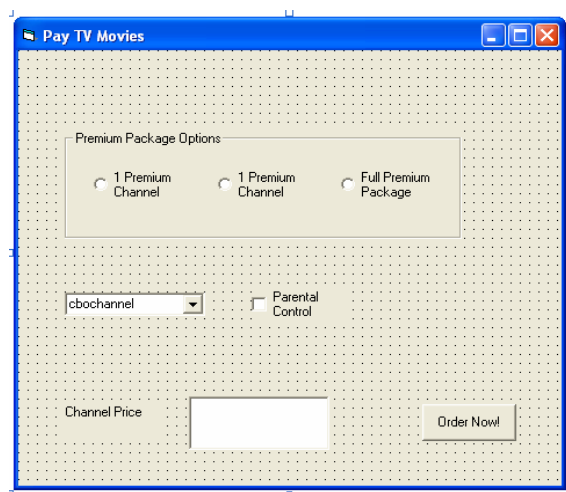 Pay TV Movies
Premium Package Options
1 Premium
Channel
1 Premium
Channel
Full Premium
Package
cbochannel
Parental
Control
Channel Price
Order Now!